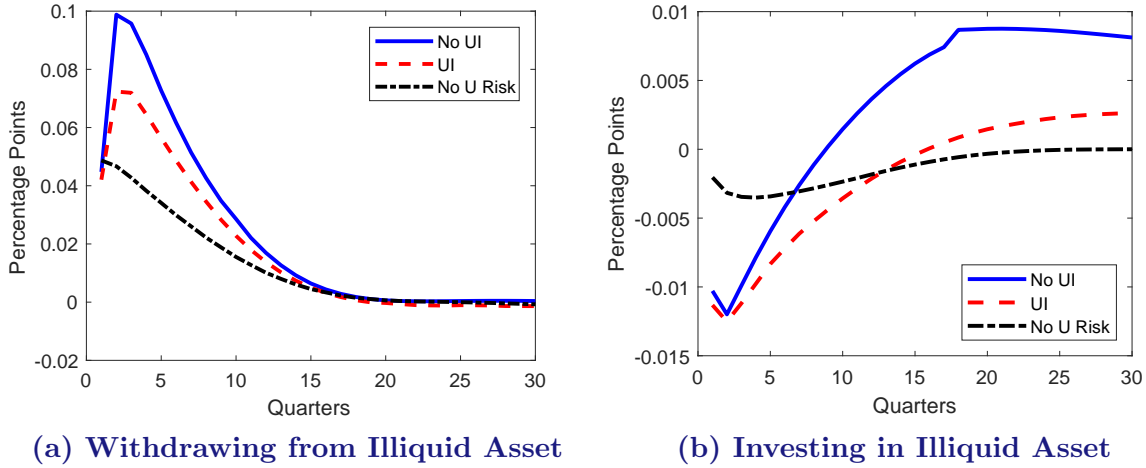 0.1
0.08
0.06
0.04
0.02
0
-0.02
Percentage Points
No UI
UI
No U Risk
0 5 10 15 20 25 30
Quarters
(a) Withdrawing from Illiquid Asset
0.01
0.005
0
-0.005
-0.01
-0.015
Percentage Points
No UI
UI
No U Risk
0 5 10 15 20 25 30
Quarters
(b) Investing in Illiquid Asset